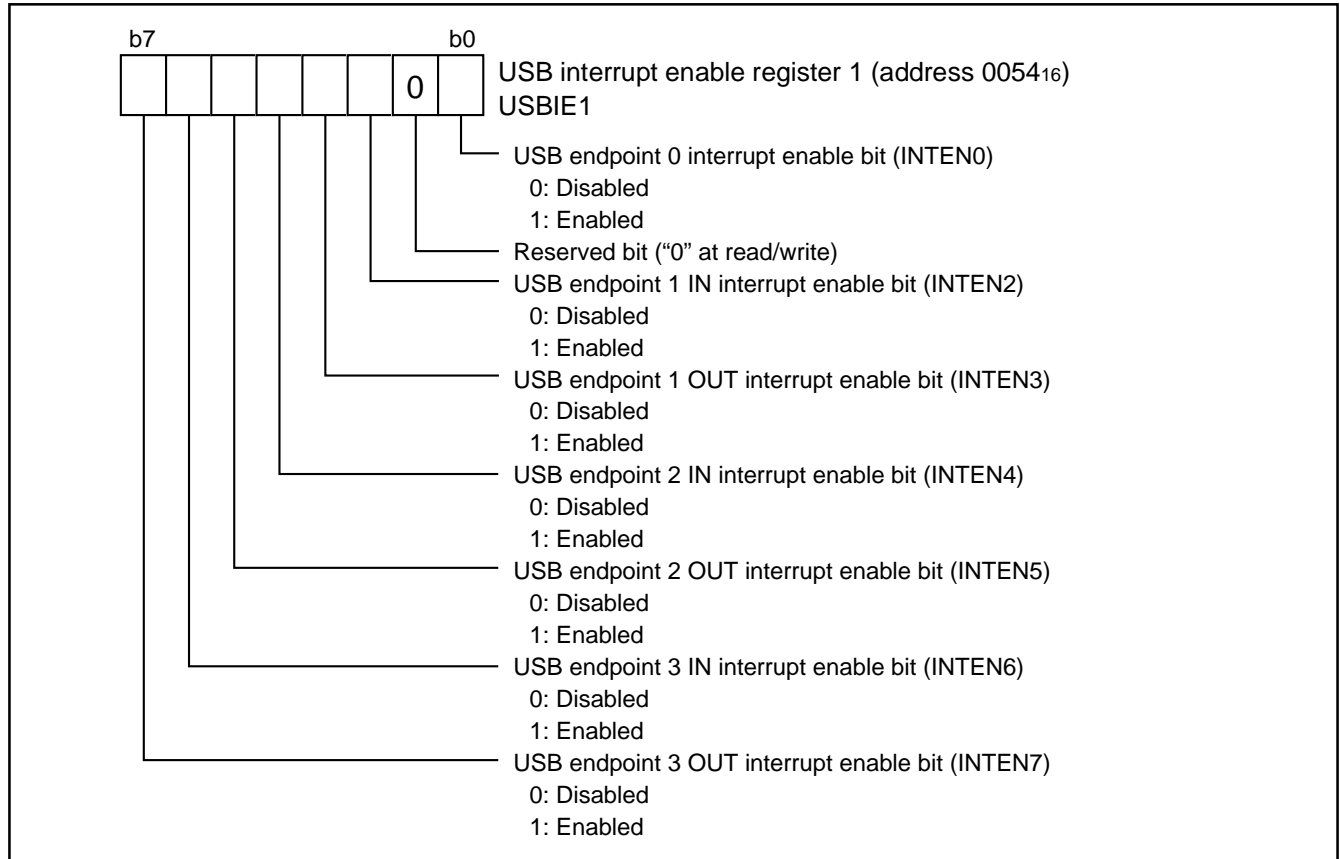 b7 b0
0
USB interrupt enable register 1 (address 005416)
USBIE1
USB endpoint 0 interrupt enable bit (INTEN0)
0: Disabled
1: Enabled
Reserved bit (“0” at read/write)
USB endpoint 1 IN interrupt enable bit (INTEN2)
0: Disabled
1: Enabled
USB endpoint 1 OUT interrupt enable bit (INTEN3)
0: Disabled
1: Enabled
USB endpoint 2 IN interrupt enable bit (INTEN4)
0: Disabled
1: Enabled
USB endpoint 2 OUT interrupt enable bit (INTEN5)
0: Disabled
1: Enabled
USB endpoint 3 IN interrupt enable bit (INTEN6)
0: Disabled
1: Enabled
USB endpoint 3 OUT interrupt enable bit (INTEN7)
0: Disabled
1: Enabled